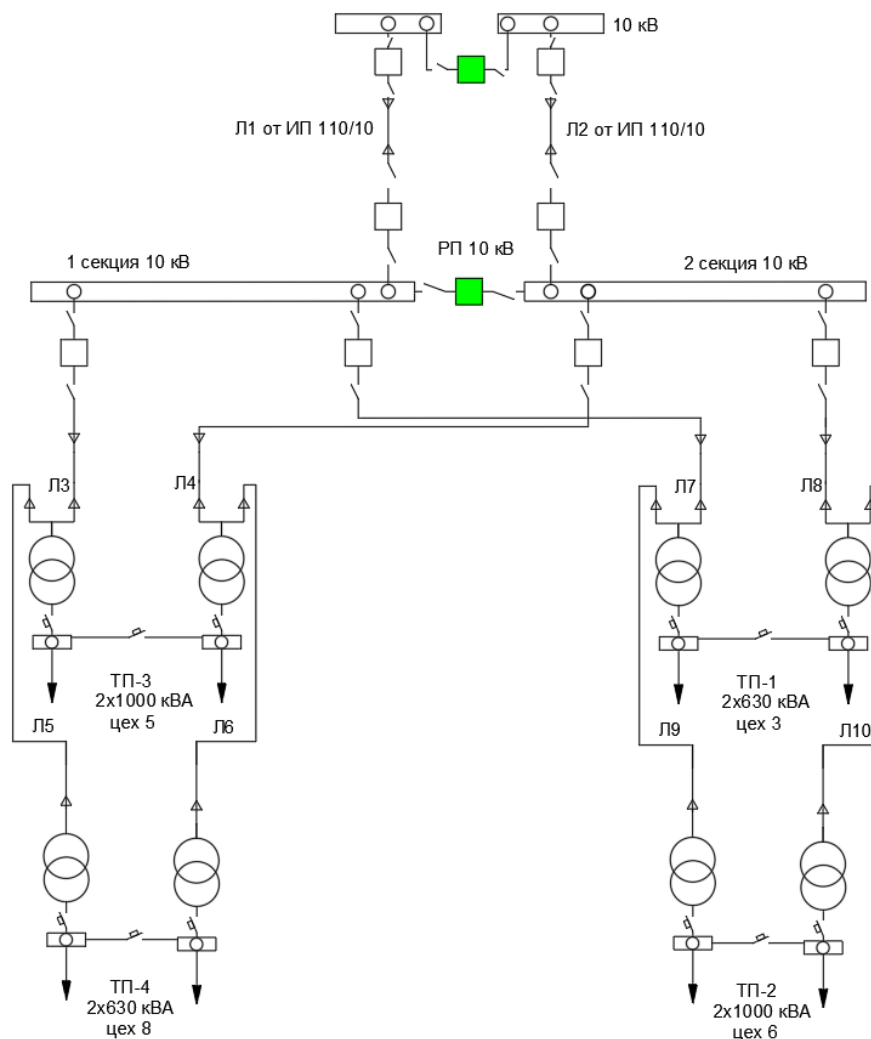 10 кВ
Л1 от ИП 110/10
Л2 от ИП 110/10
РП 10 кВ
1 секция 10 кВ
2 секция 10 кВ
Л3
Л4
Л7
Л8
ТП-3
2х1000 кВА
цех 5
ТП-1
2х630 кВА
цех 3
Л5
Л6
Л9
Л10
ТП-4
2х630 кВА
цех 8
ТП-2
2х1000 кВА
цех 6